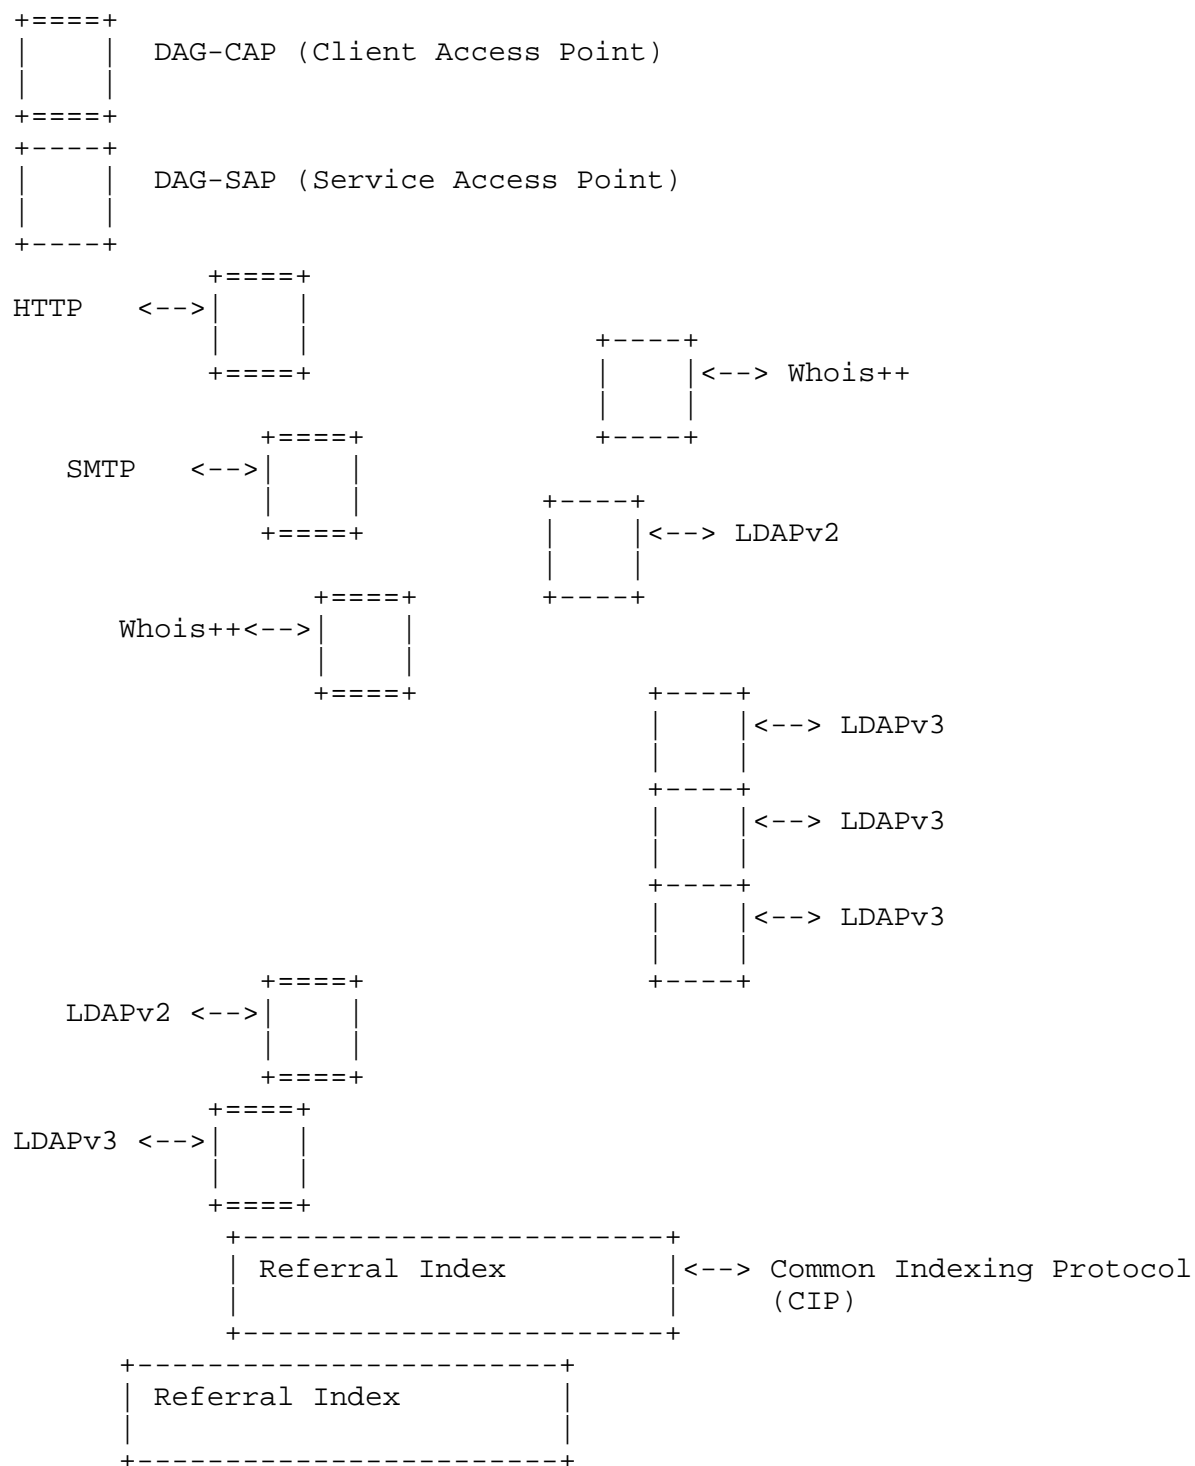 DAG-CAP (Client Access Point)
DAG-SAP (Service Access Point)
HTTP <-->
<--> Whois++
SMTP <-->
<--> LDAPv2
Whois++<-->
<--> LDAPv3
<--> LDAPv3
<--> LDAPv3
LDAPv2 <-->
LDAPv3 <-->
Referral Index <--> Common Indexing Protocol
(CIP)
Referral Index